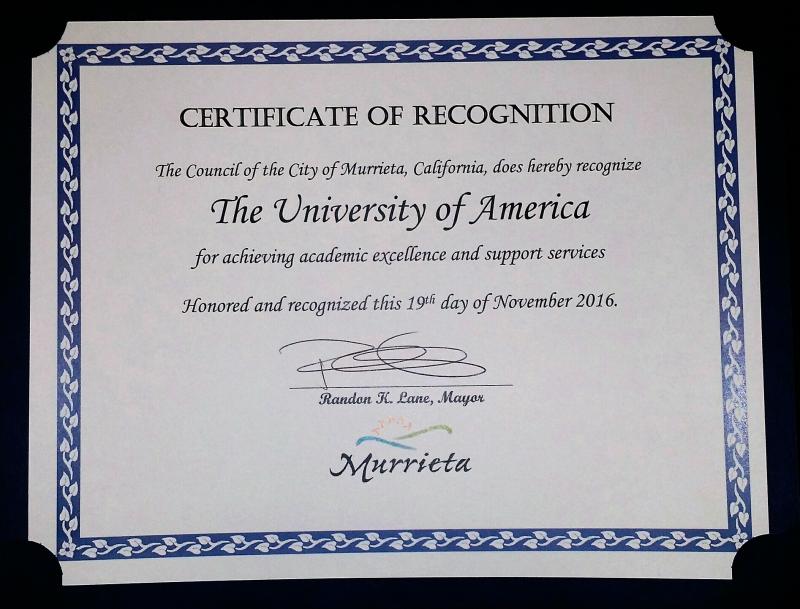 CERTIFICATE OF RECOGNITION
The Council of the City of Murrieta, California, does hereby recognize
The University of America
for achieving academic excellence and support services
Honored and recognized this 19th day of November 2016.
Randon K. Lane, Mayor
Murrieta